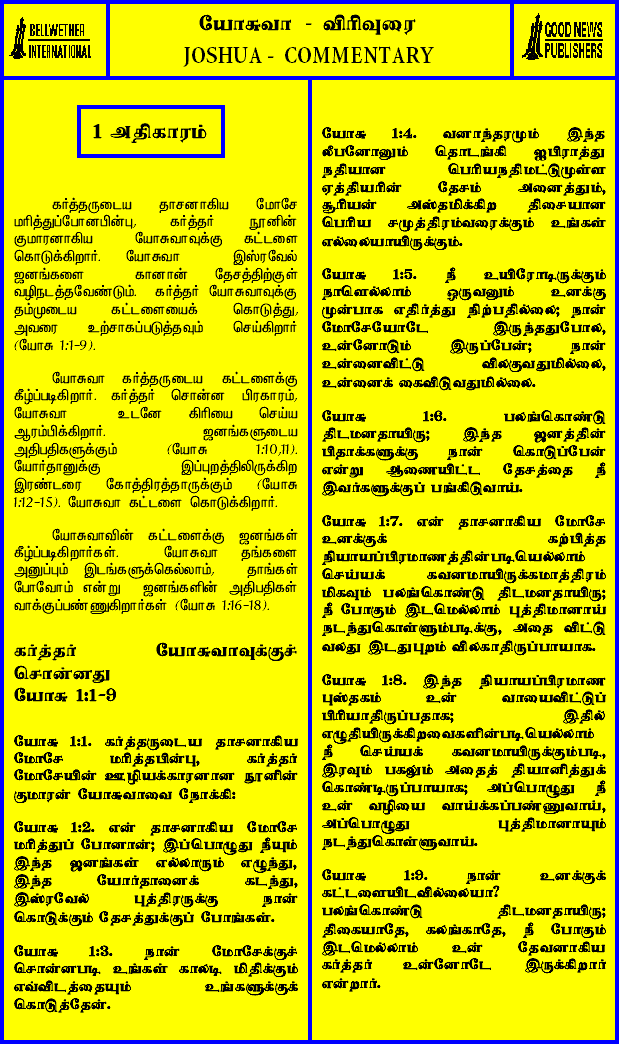 BELLWETHER
INTERNATIONAL
யோசுவா - விரிவுரை
JOSHUA - COMMENTARY
GOOD NEWS
PUBLISHERS
1 அதிகாரம்
கர்த்தருடைய தாசனாகிய மோசே
மரித்துப்போனபின்பு, கர்த்தர் நூனின்
குமாரனாகிய யோசுவாவுக்கு கட்டளை
கொடுக்கிறார். யோசுவா இஸ்ரவேல்
ஜனங்களை கானான் தேசத்திற்குள்
வழிநடத்தவேண்டும். கர்த்தர் யோசுவாவுக்கு
தம்முடைய கட்டளையைக் கொடுத்து,
அவரை உற்சாகப்படுத்தவும் செய்கிறார்
(யோசு 1:1-9).
யோசுவா கர்த்தருடைய கட்டளைக்கு
கீழ்ப்படிகிறார். கர்த்தர் சொன்ன பிரகாரம்,
யோசுவா உடனே கிரியை செய்ய
ஆரம்பிக்கிறார். ஜனங்களுடைய
அதிபதிகளுக்கும் (யோசு 1:10,11).
யோர்தானுக்கு இப்புறத்திலிருக்கிற
இரண்டரை கோத்திரத்தாருக்கும் (யோசு
1:12-15). யோசுவா கட்டளை கொடுக்கிறார்.
யோசுவாவின் கட்டளைக்கு ஜனங்கள்
கீழ்ப்படிகிறார்கள். யோசுவா தங்களை
அனுப்பும் இடங்களுக்கெல்லாம், தாங்கள்
போவோம் என்று ஜனங்களின் அதிபதிகள்
வாக்குப்பண்ணுகிறார்கள் (யோசு 1:16-18).
கர்த்தர் யோசுவாவுக்குச்
சொன்னது
யோசு 1:1-9
யோசு 1:1. கர்த்தருடைய தாசனாகிய
மோசே மரித்தபின்பு, கர்த்தர்
மோசேயின் ஊழியக்காரனான நூனின்
குமாரன் யோசுவாவை நோக்கி:
யோசு 1:2. என் தாசனாகிய மோசே
மரித்துப் போனான்; இப்பொழுது நீயும்
இந்த ஜனங்கள் எல்லாரும் எழுந்து,
இந்த யோர்தானைக் கடந்து,
இஸ்ரவேல் புத்திரருக்கு நான்
கொடுக்கும் தேசத்துக்குப் போங்கள்.
யோசு 1:3. நான் மோசேக்குச்
சொன்னபடி உங்கள் காலடி மிதிக்கும்
எவ்விடத்தையும் உங்களுக்குக்
கொடுத்தேன்.
யோசு 1:4. வனாந்தரமும் இந்த
லீபனோனும் தொடங்கி ஐபிராத்து
நதியான பெரியநதிமட்டுமுள்ள
ஏத்தியரின் தேசம் அனைத்தும்,
சூரியன் அஸ்தமிக்கிற திசையான
பெரிய சமுத்திரம்வரைக்கும் உங்கள்
எல்லையாயிருக்கும்.
யோசு 1:5. நீ உயிரோடிருக்கும்
நாளெல்லாம் ஒருவனும் உனக்கு
முன்பாக எதிர்த்து நிற்பதில்லை; நான்
மோசேயோடே இருந்ததுபோல,
உன்னோடும் இருப்பேன்; நான்
உன்னைவிட்டு விலகுவதுமில்லை,
உன்னைக் கைவிடுவதுமில்லை.
யோசு 1:6. பலங்கொண்டு
திடமனதாயிரு; இந்த ஜனத்தின்
பிதாக்களுக்கு நான் கொடுப்பேன்
என்று ஆணையிட்ட தேசத்தை நீ
இவர்களுக்குப் பங்கிடுவாய்.
யோசு 1:7. என் தாசனாகிய மோசே
உனக்குக் கற்பித்த
நியாயப்பிரமாணத்தின்படியெல்லாம்
செய்யக் கவனமாயிருக்கமாத்திரம்
மிகவும் பலங்கொண்டு திடமனதாயிரு;
நீ போகும் இடமெல்லாம் புத்திமானாய்
நடந்துகொள்ளும்படிக்கு, அதை விட்டு
வலது இடதுபுறம் விலகாதிருப்பாயாக.
யோசு 1:8. இந்த நியாயப்பிரமாண
புஸ்தகம் உன் வாயைவிட்டுப்
பிரியாதிருப்பதாக; இதில்
எழுதியிருக்கிறவைகளின்படியெல்லாம்
நீ செய்யக் கவனமாயிருக்கும்படி,
இரவும் பகலும் அதைத் தியானித்துக்
கொண்டிருப்பாயாக; அப்பொழுது நீ
உன் வழியை வாய்க்கப்பண்ணுவாய்,
அப்பொழுது புத்திமானாயும்
நடந்துகொள்ளுவாய்.
யோசு 1:9. நான் உனக்குக்
கட்டளையிடவில்லையா?
பலங்கொண்டு திடமனதாயிரு;
திகையாதே, கலங்காதே, நீ போகும்
இடமெல்லாம் உன் தேவனாகிய
கர்த்தர் உன்னோடே இருக்கிறார்
என்றார்.